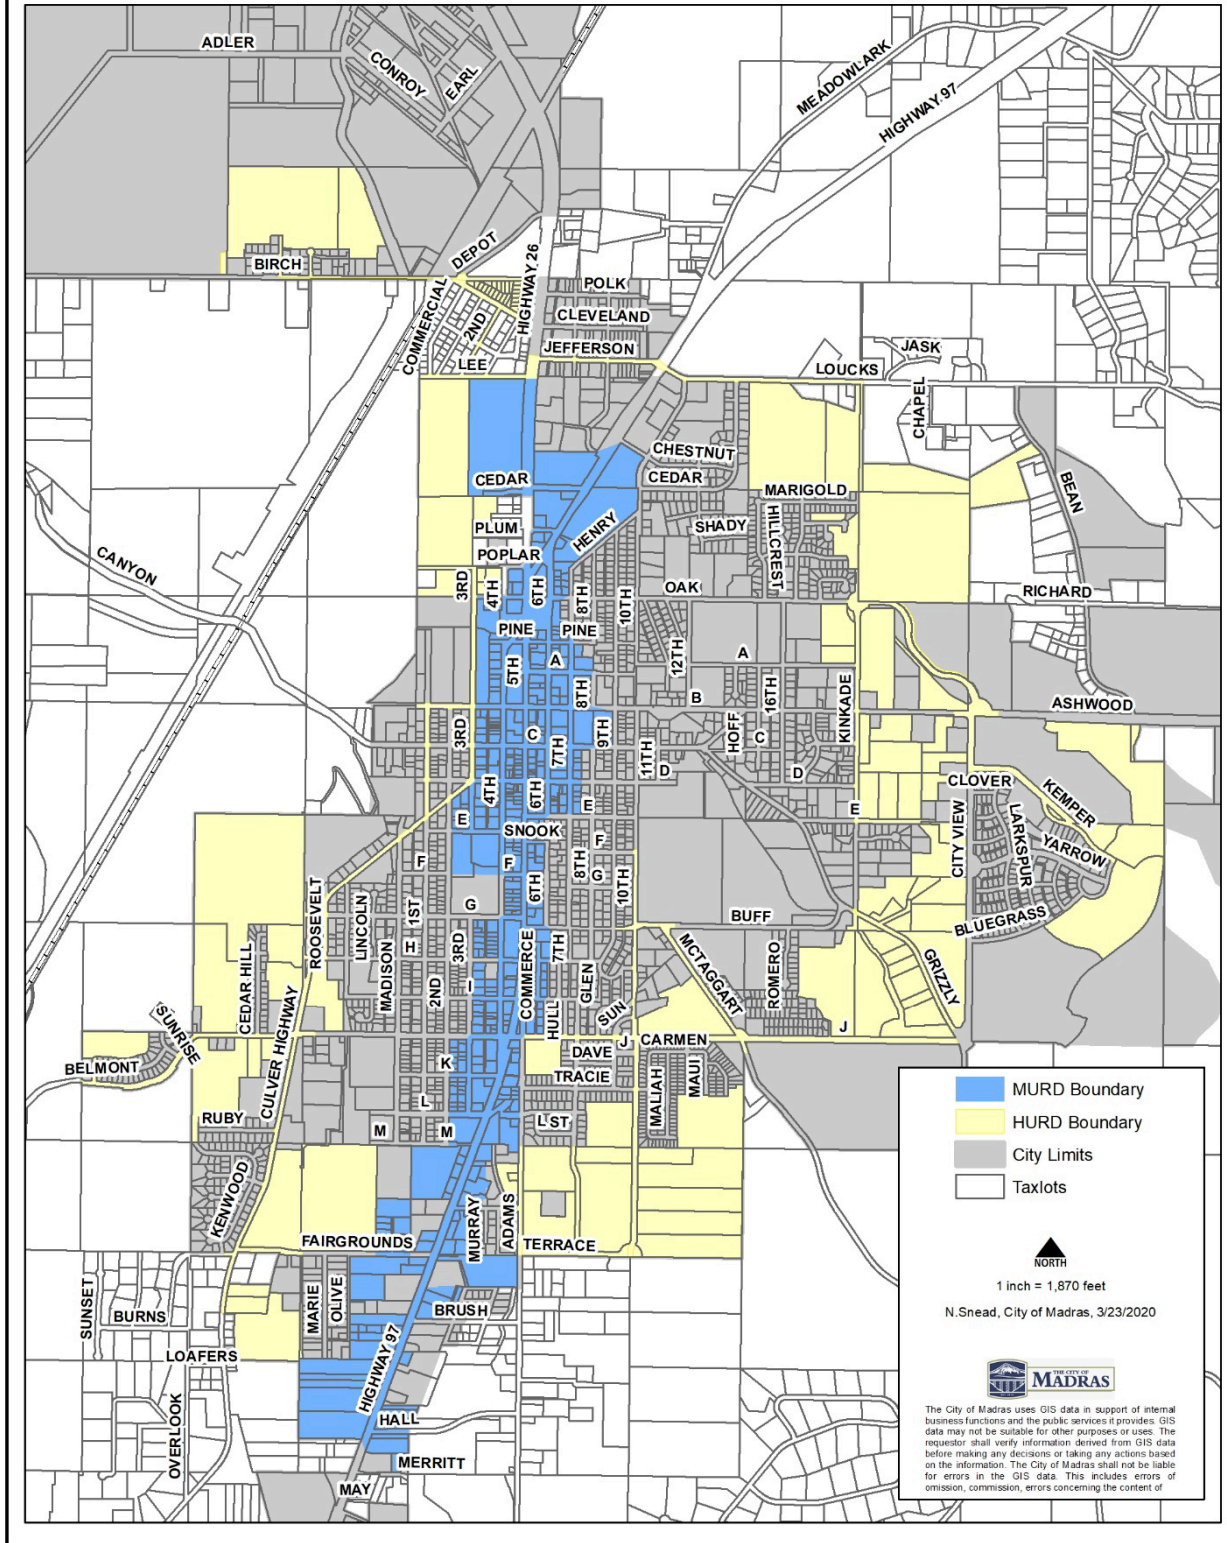 ADLER
CONROY
EARL
MEADOWLARK
HIGHWAY 97
DEPOT
BIRCH
COMMERCIAL
2ND
HIGHWAY 26
POLK
CLEVELAND
JEFFERSON
LEE
LOUCKS
JASK
CHAPEL
CHESTNUT
CEDAR
CEDAR
MARIGOLD
BEAN
PLUM
HENRY
SHADY
HILLCREST
POPLAR
CANYON
3RD
4TH
6TH
8TH
10TH
OAK
RICHARD
PINE
PINE
A
A
5TH
12TH
8TH
B
16TH
KINKADE
ASHWOOD
3RD
C
7TH
9TH
11TH
HOFF
C
D
D
4TH
6TH
E
E
E
CLOVER
KEMPER
SNOOK
F
F
F
8TH
G
6TH
10TH
CITY VIEW
LARKSPUR
YARROW
ROOSEVELT
LINCOLN
1ST
G
BUFF
BLUEGRASS
CEDAR HILL
MADISON
H
3RD
2ND
I
COMMERCE
7TH
GLEN
MCTAGGART
ROMERO
GRIZZLY
SUNRISE
CULVER HIGHWAY
HULL
SUN
J
J
CARMEN
BELMONT
K
DAVE
TRACIE
MALIAH
MAUI
RUBY
L
M
M
L ST
KENWOOD
FAIRGROUNDS
MURRAY
ADAMS
TERRACE
SUNSET
BURNS
MARIE
OLIVE
BRUSH
LOAFERS
HIGHWAY 97
OVERLOOK
HALL
MERRITT
MAY
MURD Boundary
HURD Boundary
City Limits
Taxlots
NORTH
1 inch = 1,870 feet
N.Snead, City of Madras, 3/23/2020
THE CITY OF
MADRAS
The City of Madras uses GIS data in support of internal
business functions and the public services it provides. GIS
data may not be suitable for other purposes or uses. The
requestor shall verify information derived from GIS data
before making any decisions or taking any actions based
on the information. The City of Madras shall not be liable
for errors in the GIS data. This includes errors of
omission, commission, errors concerning the content of